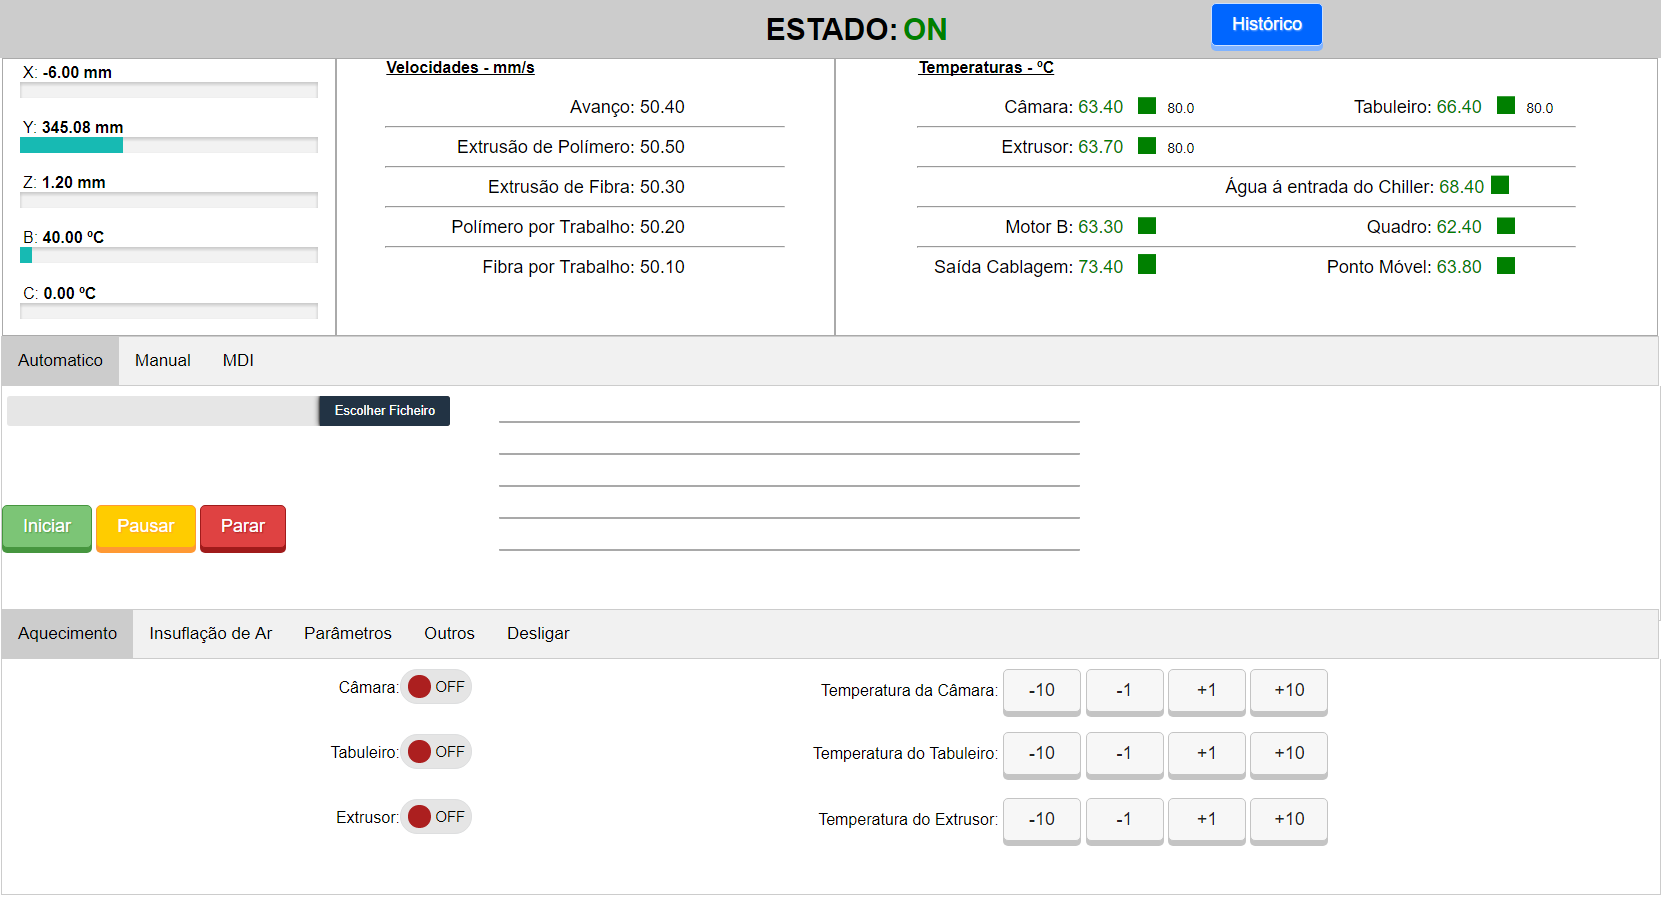 ESTADO: ON
Histórico
X: -6.00 mm
Y: 345.08 mm
Z: 1.20 mm
B: 40.00 ºC
C: 0.00 ºC
Velocidades - mm/s
Avanço: 50.40
Extrusão de Polímero: 50.50
Extrusão de Fibra: 50.30
Polímero por Trabalho: 50.20
Fibra por Trabalho: 50.10
Temperaturas - ºC
Câmara: 63.40 80.0 Tabuleiro: 66.40 80.0
Extrusor: 63.70 80.0
Água á entrada do Chiller: 68.40
Motor B: 63.30 Quadro: 62.40
Saída Cablagem: 73.40 Ponto Móvel: 63.80
Automatico Manual MDI
Escolher Ficheiro
Iniciar Pausar Parar
Aquecimento Insuflação de Ar Parâmetros Outros Desligar
Câmara: OFF Temperatura da Câmara: -10 -1 +1 +10
Tabuleiro: OFF Temperatura do Tabuleiro: -10 -1 +1 +10
Extrusor: OFF Temperatura do Extrusor: -10 -1 +1 +10